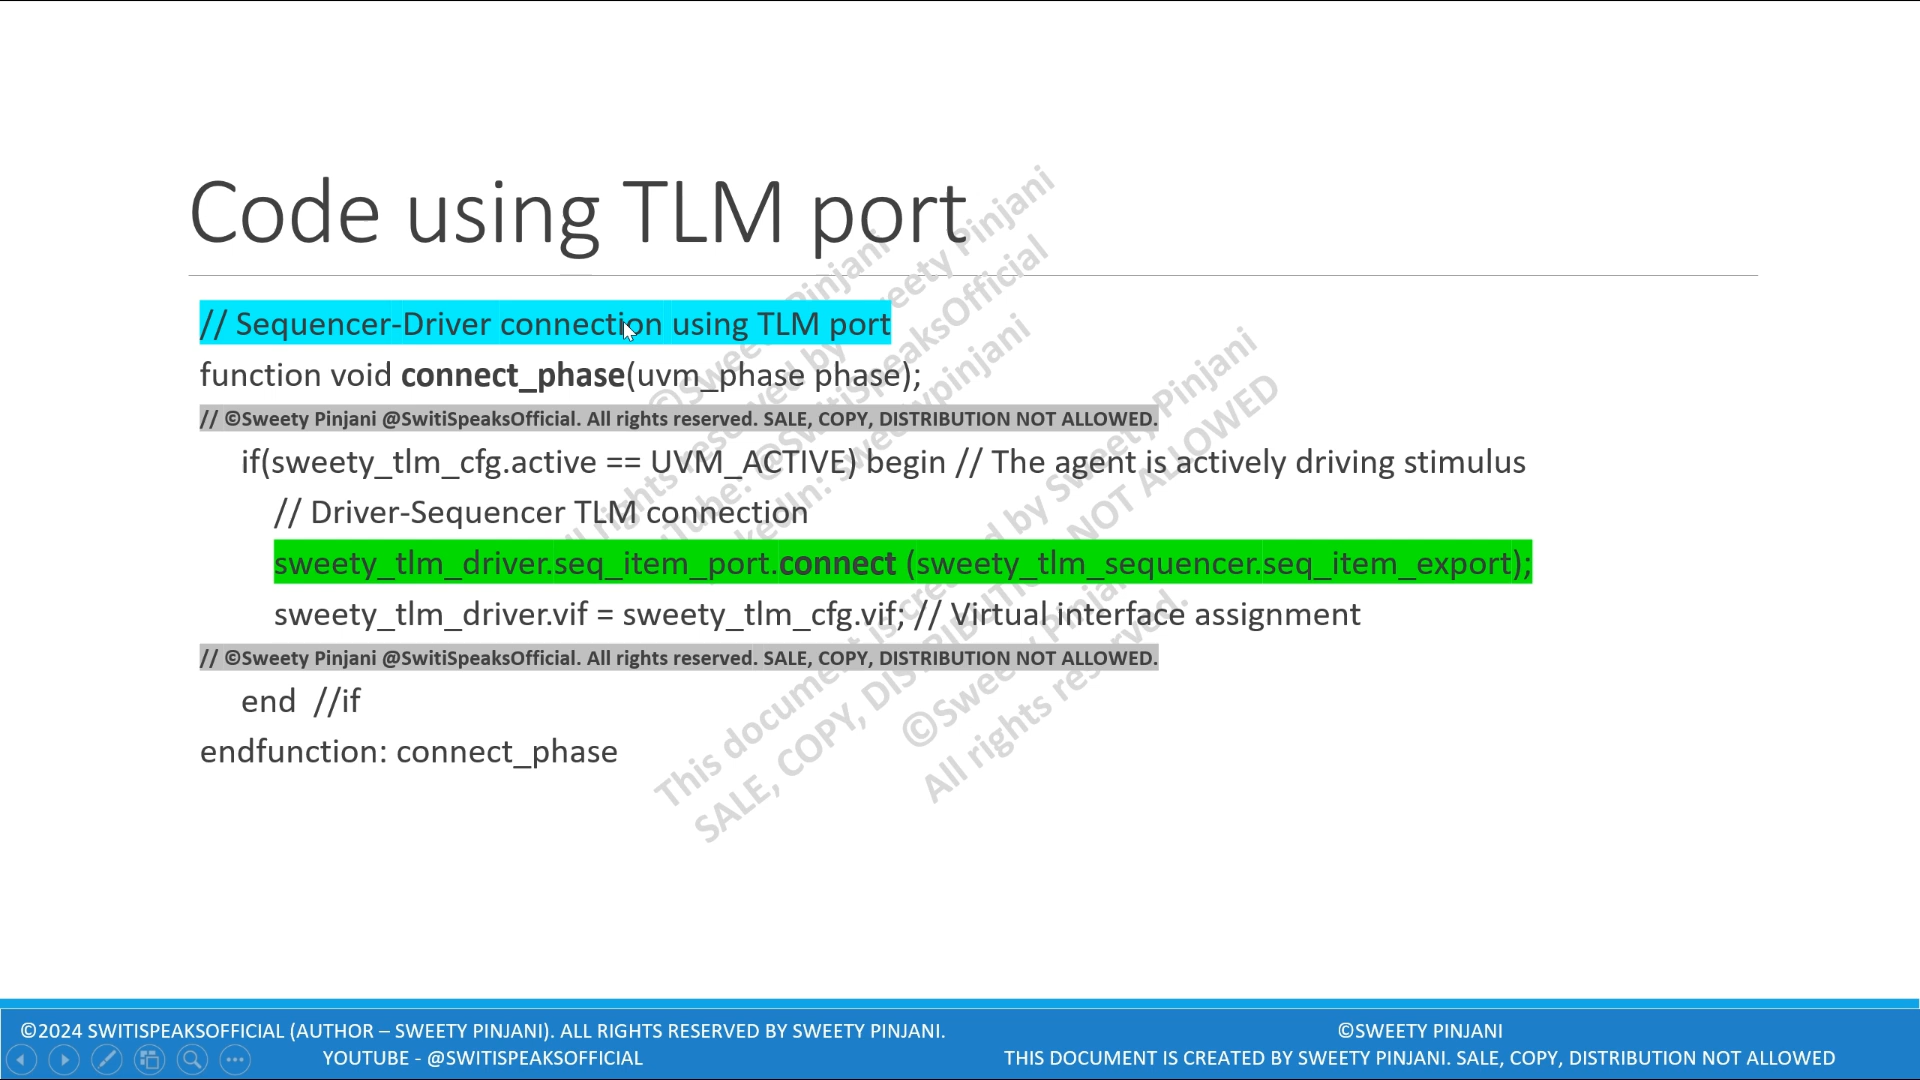 Code using TLM port
// Sequencer-Driver connection using TLM port
function void connect_phase(uvm_phase phase);
// ©Sweety Pinjani @SwitiSpeaksOfficial. All rights reserved. SALE, COPY, DISTRIBUTION NOT ALLOWED.
if(sweety_tlm_cfg.active == UVM_ACTIVE) begin // The agent is actively driving stimulus
// Driver-Sequencer TLM connection
sweety_tlm_driver.seq_item_port.connect (sweety_tlm_sequencer.seq_item_export);
sweety_tlm_driver.vif = sweety_tlm_cfg.vif; // Virtual interface assignment
// ©Sweety Pinjani @SwitiSpeaksOfficial. All rights reserved. SALE, COPY, DISTRIBUTION NOT ALLOWED.
end //if
endfunction: connect_phase
©2024 SWITISPEAKSOFFICIAL (AUTHOR – SWEETY PINJANI). ALL RIGHTS RESERVED BY SWEETY PINJANI.
YOUTUBE - @SWITISPEAKSOFFICIAL
©SWEETY PINJANI
THIS DOCUMENT IS CREATED BY SWEETY PINJANI. SALE, COPY, DISTRIBUTION NOT ALLOWED